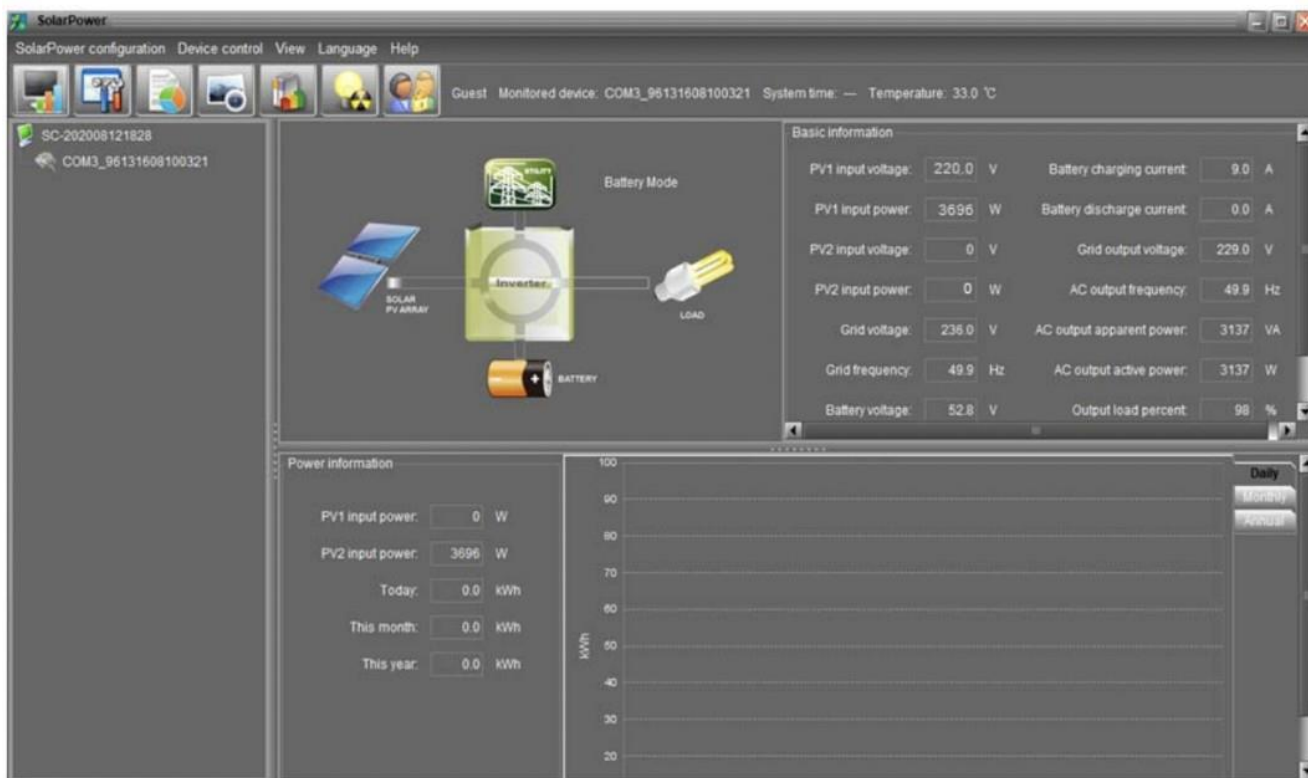 SolarPower
SolarPower configuration Device control View Language Help
Guest Monitored device: COM3_96131608100321 System time: — Temperature: 33.0 ℃
SC-202008121828
COM3_96131608100321
UTILITY
Battery Mode
SOLAR
PV ARRAY
Inverter
LOAD
BATTERY
Basic information
PV1 input voltage: 220.0 V Battery charging current: 9.0 A
PV1 input power: 3696 W Battery discharge current: 0.0 A
PV2 input voltage: 0 V Grid output voltage: 229.0 V
PV2 input power: 0 W AC output frequency: 49.9 Hz
Grid voltage: 236.0 V AC output apparent power: 3137 VA
Grid frequency: 49.9 Hz AC output active power: 3137 W
Battery voltage: 52.8 V Output load percent: 98 %
Power information
PV1 input power: 0 W
PV2 input power: 3696 W
Today: 0.0 kWh
This month: 0.0 kWh
This year: 0.0 kWh
kWh
100
90
80
70
60
50
40
30
20
Daily
Monthly
Annual